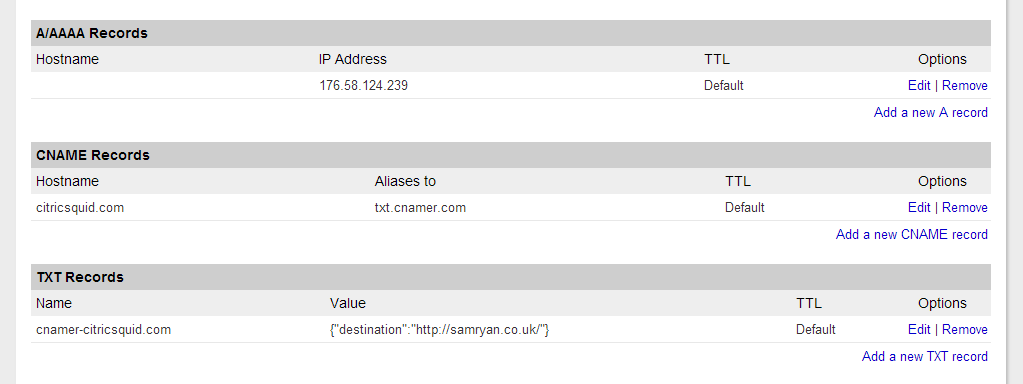 A/AAAA Records
Hostname IP Address TTL Options
176.58.124.239 Default Edit | Remove
Add a new A record
CNAME Records
Hostname Aliases to TTL Options
citricsquid.com txt.cnamer.com Default Edit | Remove
Add a new CNAME record
TXT Records
Name Value TTL Options
cnamer-citricsquid.com {"destination":"http://samryan.co.uk/"} Default Edit | Remove
Add a new TXT record